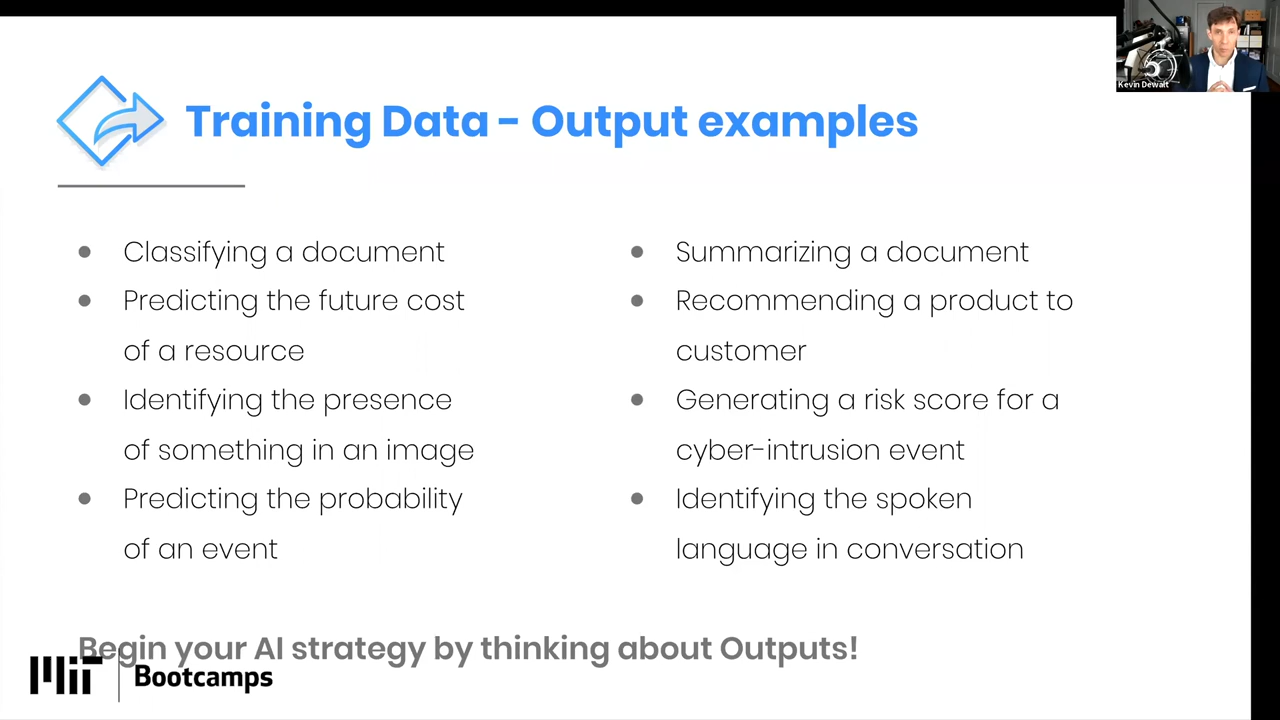 Kevin Dewalt
Training Data - Output examples
• Classifying a document
• Predicting the future cost
of a resource
• Identifying the presence
of something in an image
• Predicting the probability
of an event
• Summarizing a document
• Recommending a product to
customer
• Generating a risk score for a
cyber-intrusion event
• Identifying the spoken
language in conversation
Begin your AI strategy by thinking about Outputs!
MIT Bootcamps